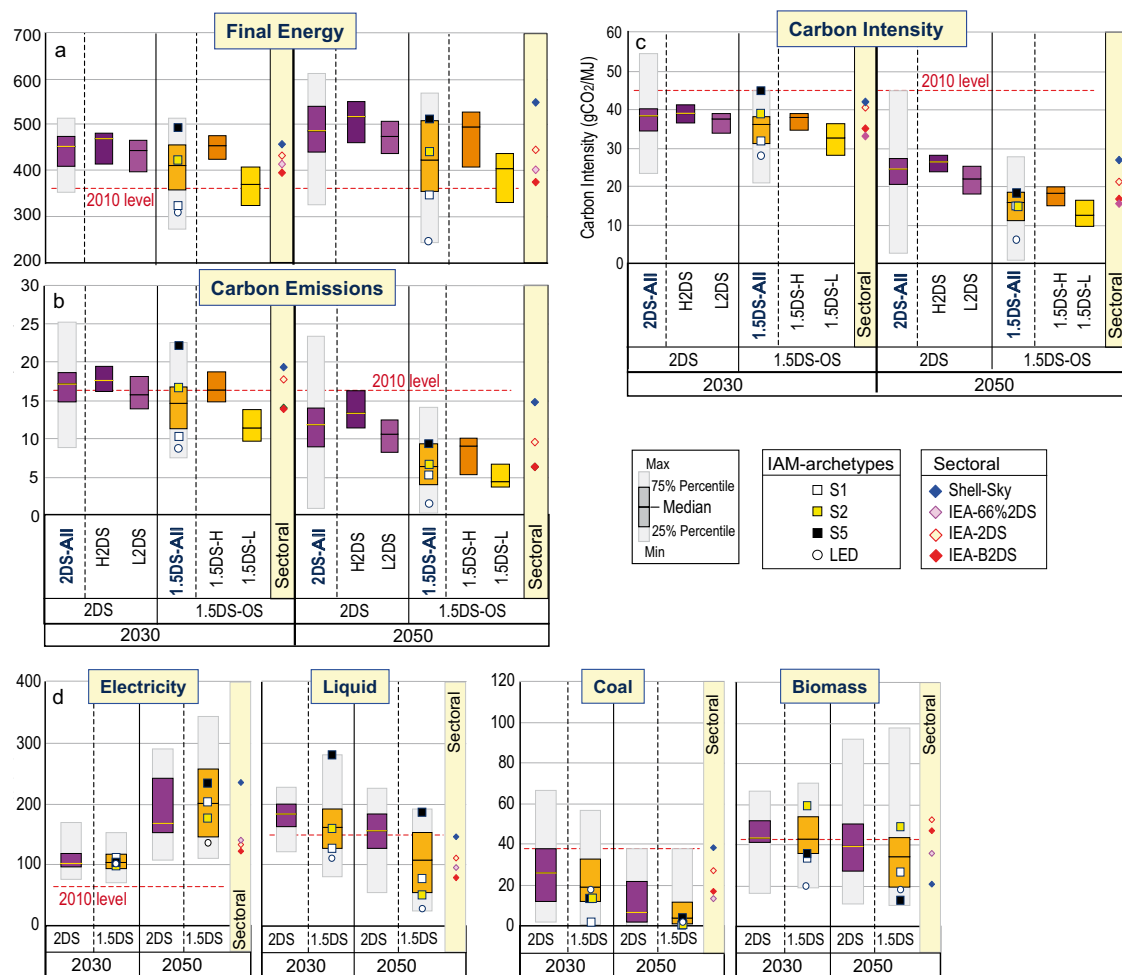 a
Final Energy
700
600
500
400
300
200
2010 level
b
Carbon Emissions
30
25
20
15
10
5
0
2010 level
2DS-All
H2DS
L2DS
1.5DS-All
1.5DS-H
1.5DS-L
Sectoral
2DS-All
H2DS
L2DS
1.5DS-All
1.5DS-H
1.5DS-L
Sectoral
2DS
1.5DS-OS
2DS
1.5DS-OS
2030
2050
c
Carbon Intensity
Carbon Intensity (gCO2/MJ)
60
50
40
30
20
10
0
2010 level
2DS-All
H2DS
L2DS
1.5DS-All
1.5DS-H
1.5DS-L
Sectoral
2DS-All
H2DS
L2DS
1.5DS-All
1.5DS-H
1.5DS-L
Sectoral
2DS
1.5DS-OS
2DS
1.5DS-OS
2030
2050
Max
75% Percentile
Median
25% Percentile
Min
IAM-archetypes
S1
S2
S5
LED
Sectoral
Shell-Sky
IEA-66%2DS
IEA-2DS
IEA-B2DS
d
Electricity
400
300
200
100
0
2010 level
Sectoral
2DS
1.5DS
2DS
1.5DS
2030
2050
Liquid
Sectoral
2DS
1.5DS
2DS
1.5DS
2030
2050
Coal
120
100
80
60
40
20
0
Sectoral
2DS
1.5DS
2DS
1.5DS
2030
2050
Biomass
Sectoral
2DS
1.5DS
2DS
1.5DS
2030
2050